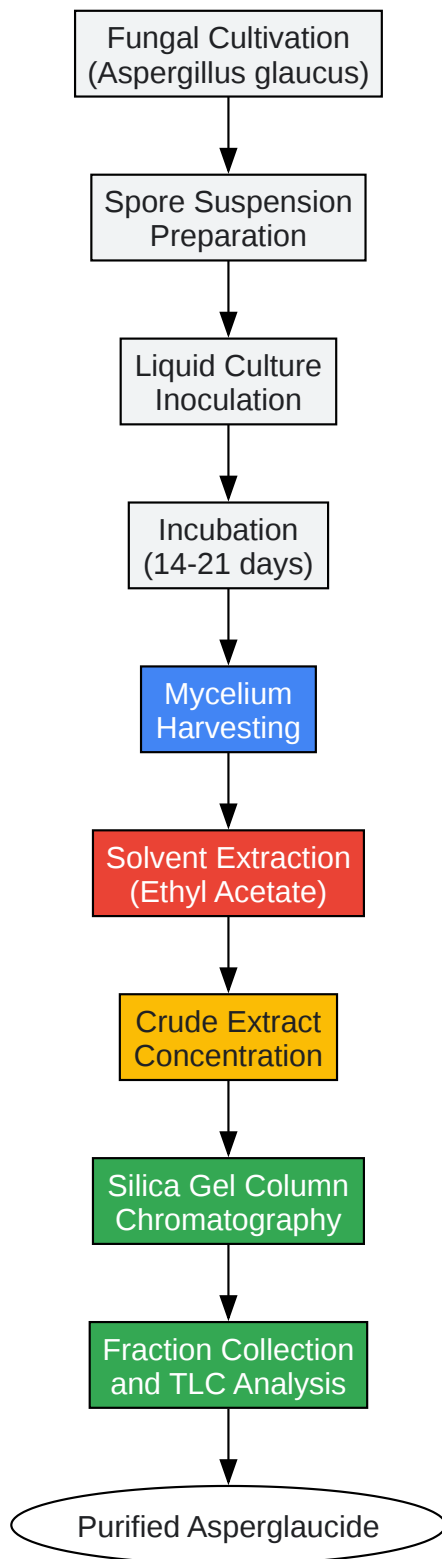 Fungal Cultivation
(Aspergillus glaucus)
Spore Suspension
Preparation
Liquid Culture
Inoculation
Incubation
(14-21 days)
Mycelium
Harvesting
Solvent Extraction
(Ethyl Acetate)
Crude Extract
Concentration
Silica Gel Column
Chromatography
Fraction Collection
and TLC Analysis
Purified Asperglaucide